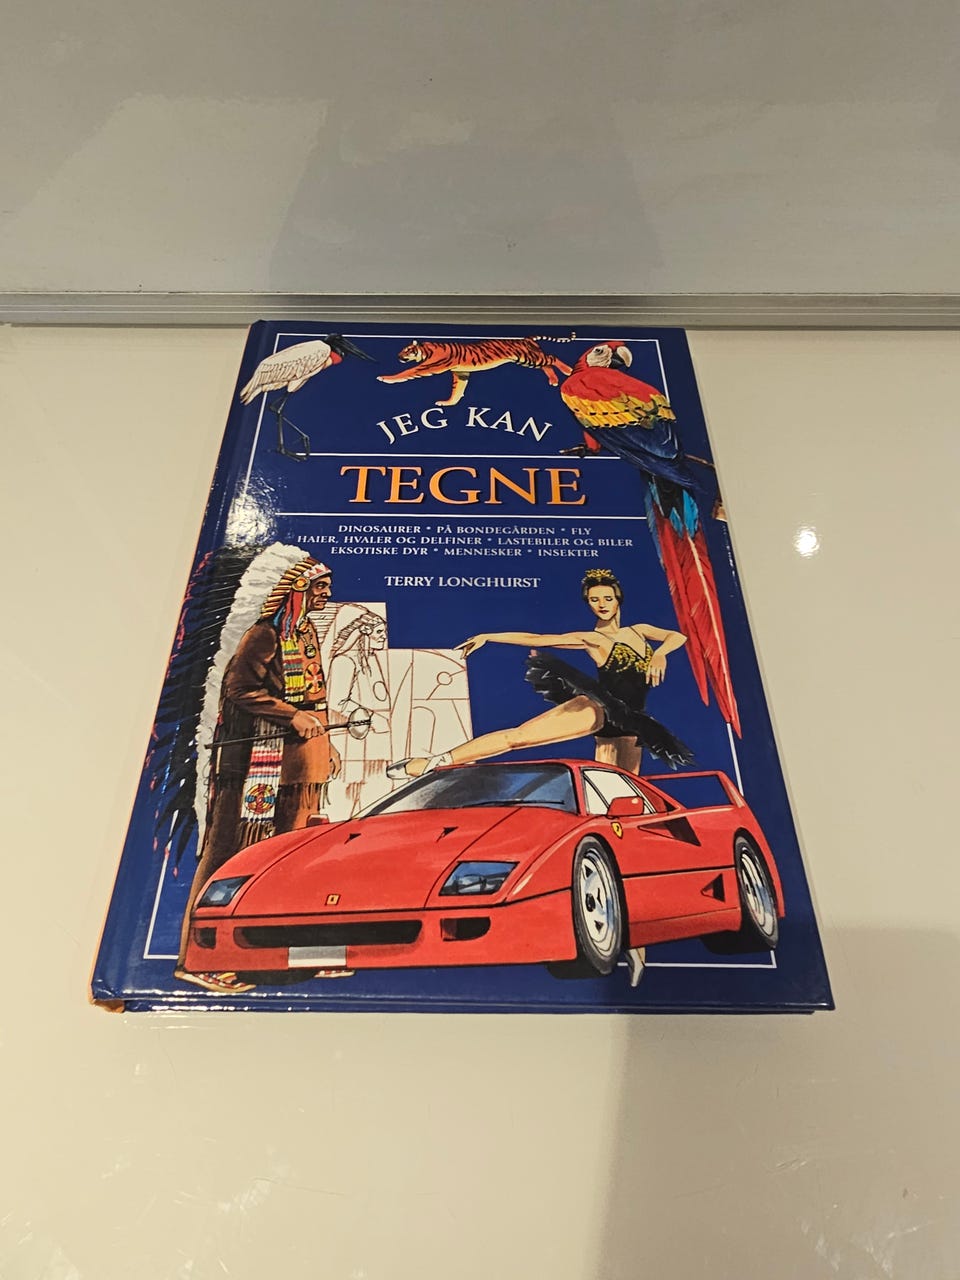 JEG KAN
TEGNE
DINOSAURER * PÅ BONDEGÅRDEN * FLY
HAIER, HVALER OG DELFINER * LASTEBILER OG BILER
EKSOTISKE DYR * MENNESKER * INSEKTER
TERRY LONGHURST